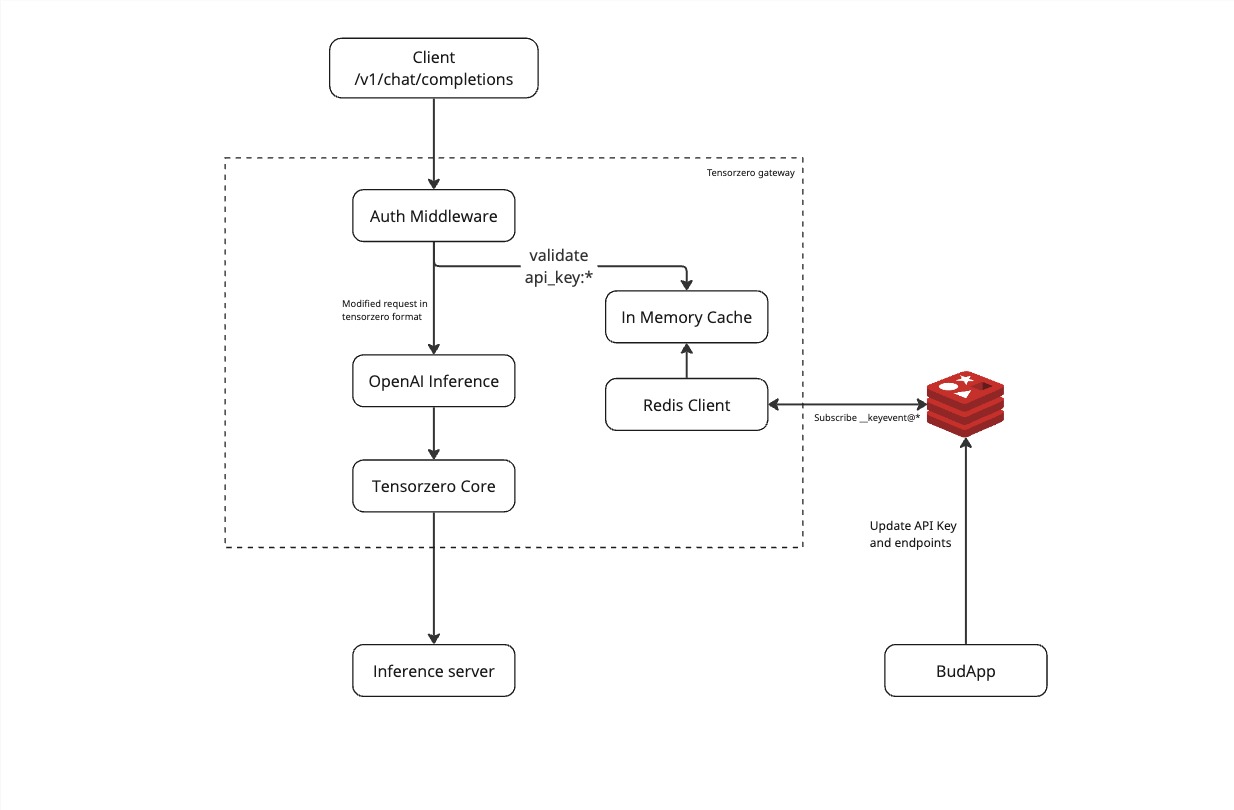 Client
/v1/chat/completions
Tensorzero gateway
Auth Middleware
validate
api_key:*
Modified request in
tensorzero format
In Memory Cache
OpenAI Inference
Redis Client
Subscribe __keyevent@*
Tensorzero Core
Update API Key
and endpoints
Inference server
BudApp